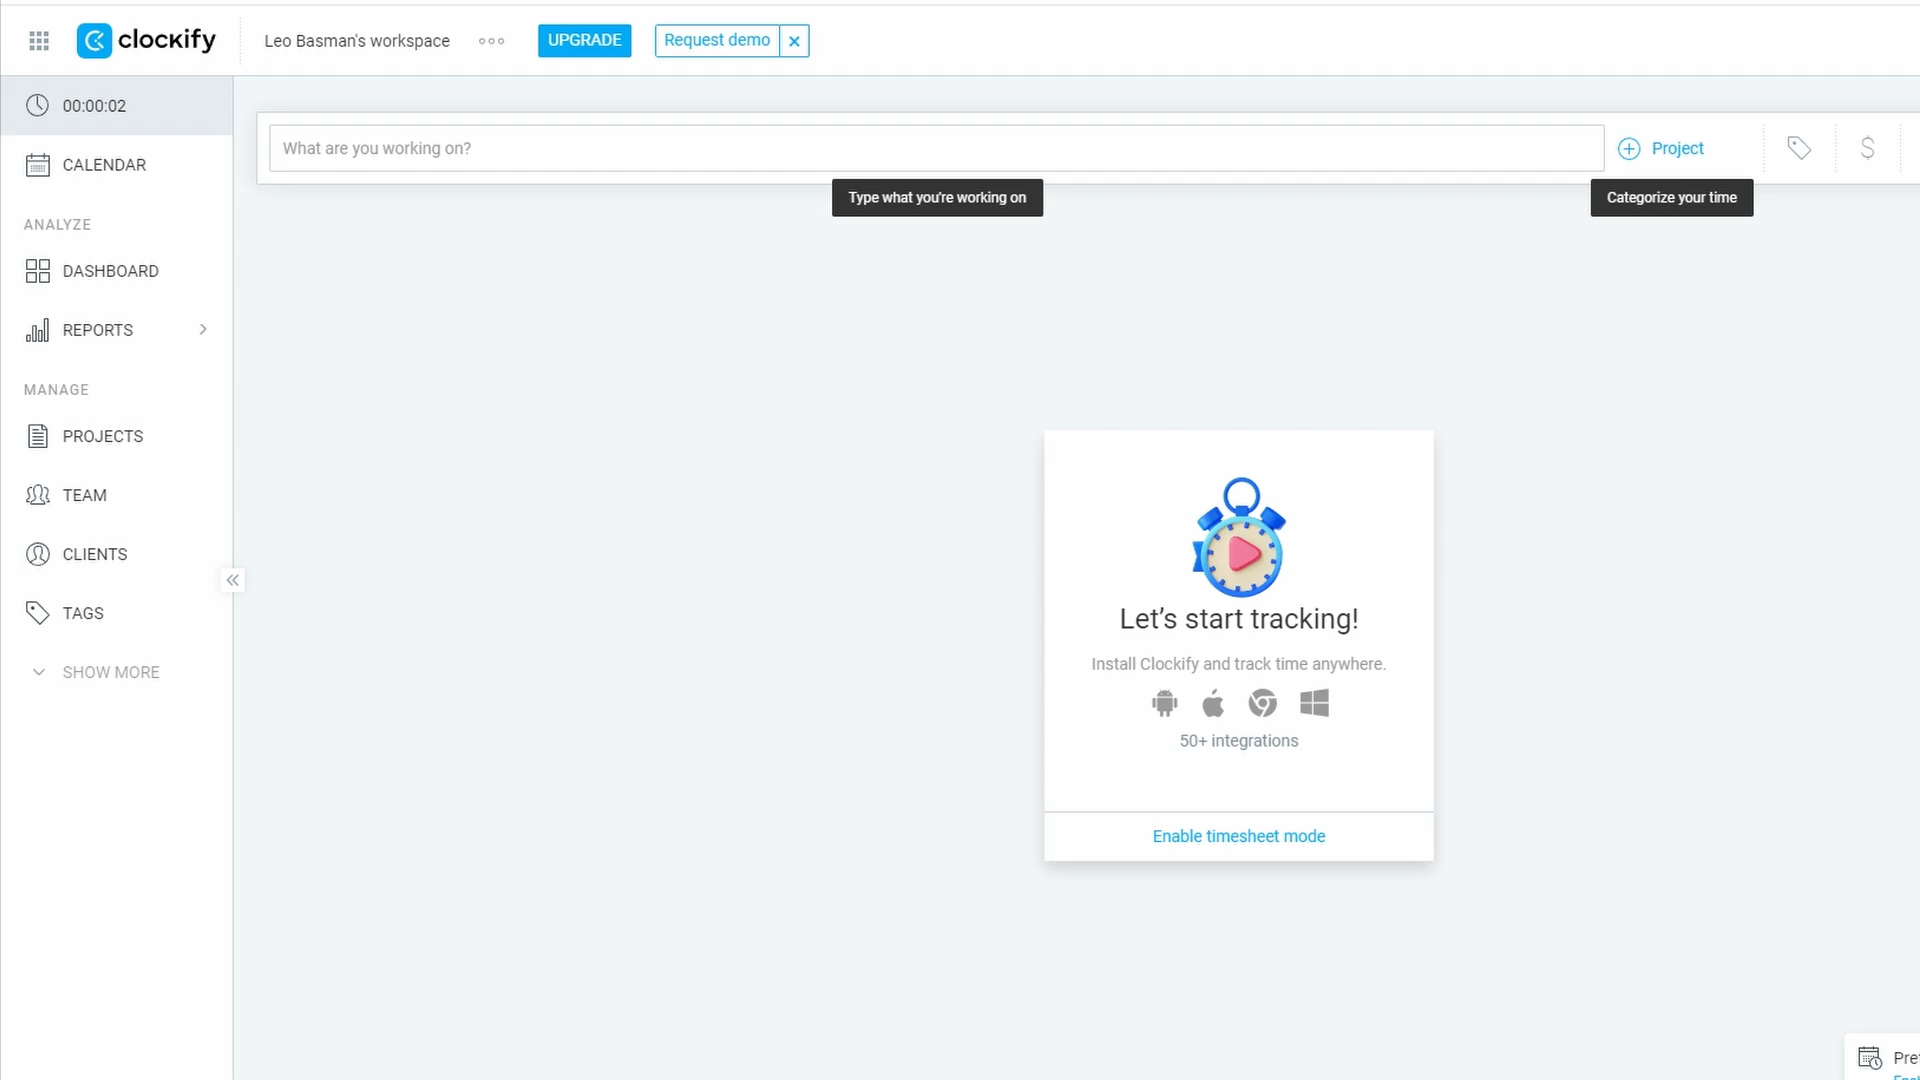 clockify
Leo Basman's workspace
UPGRADE
Request demo
00:00:02
What are you working on?
Project
$
CALENDAR
Type what you're working on
Categorize your time
ANALYZE
DASHBOARD
REPORTS
MANAGE
PROJECTS
TEAM
CLIENTS
TAGS
SHOW MORE
Let's start tracking!
Install Clockify and track time anywhere.
50+ integrations
Enable timesheet mode